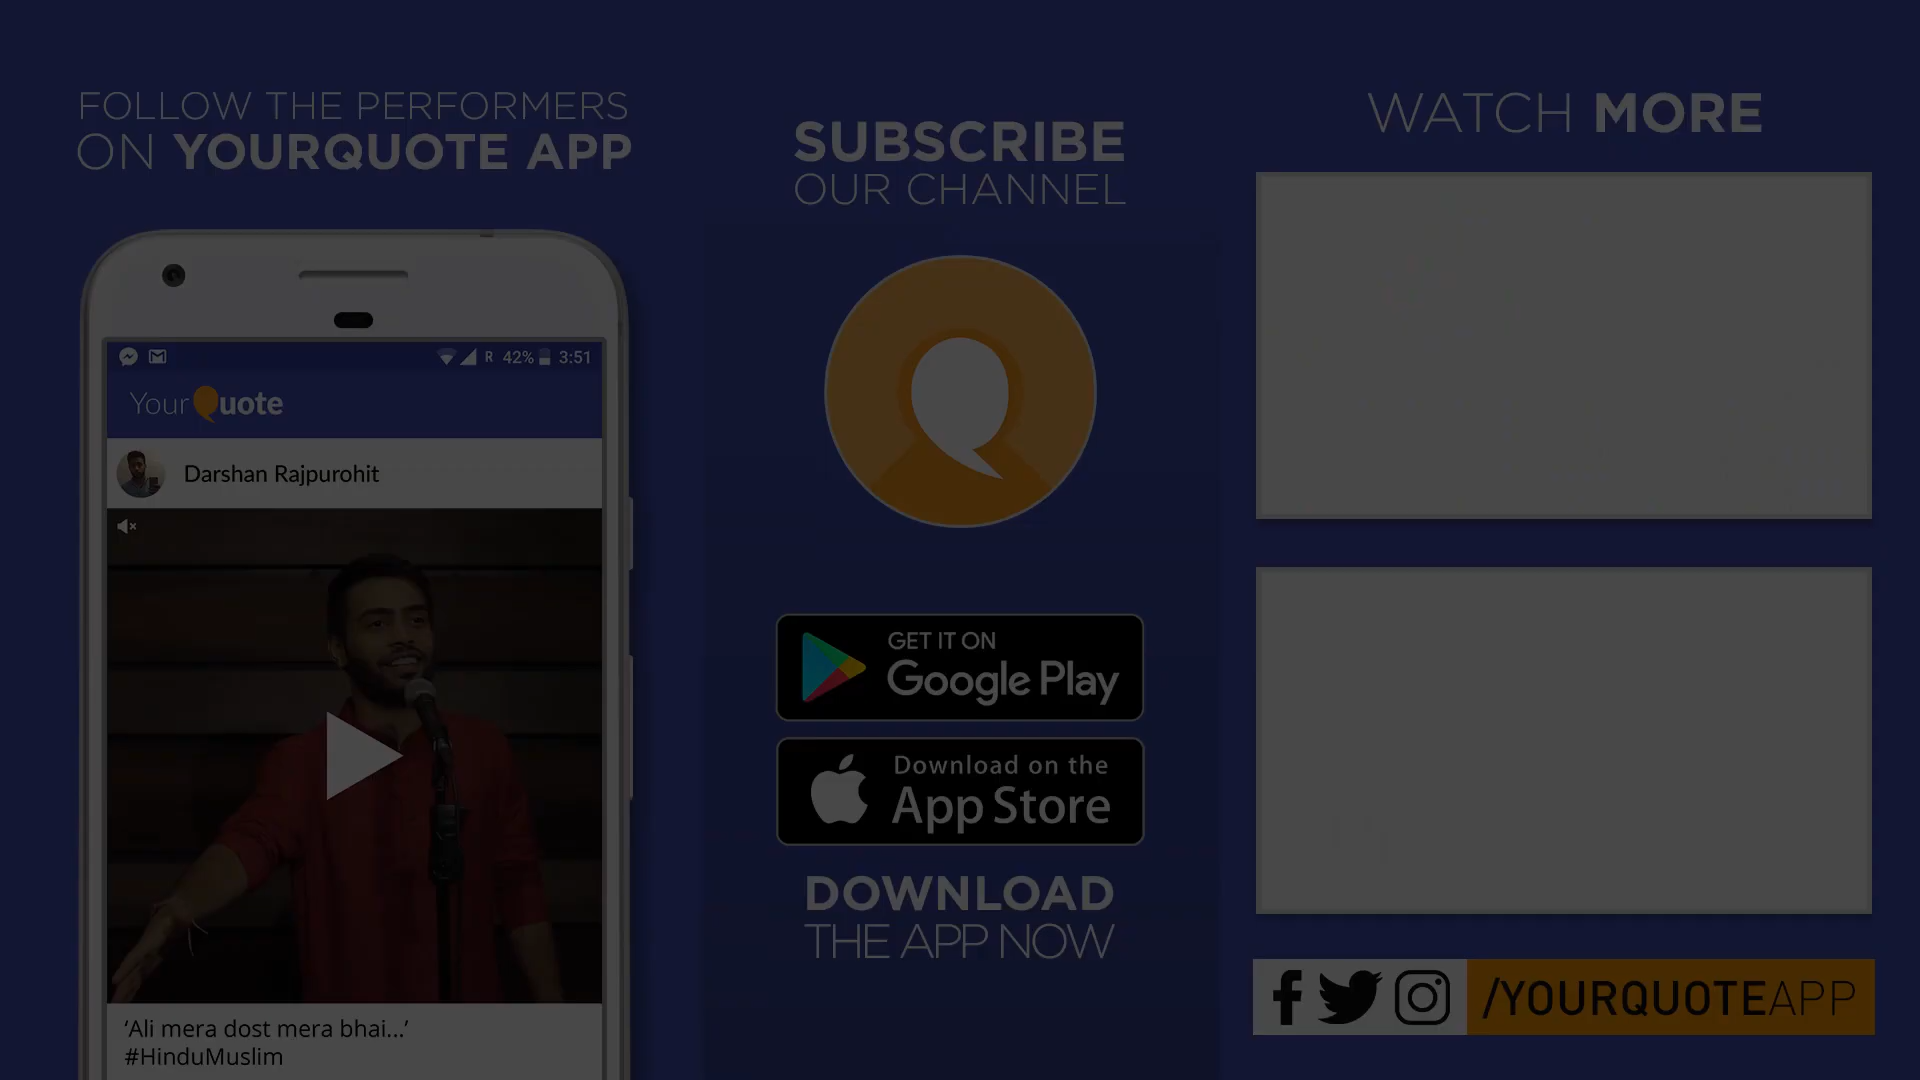 FOLLOW THE PERFORMERS
ON YOURQUOTE APP
R 42% 3:51
YourQuote
Darshan Rajpurohit
‘Ali mera dost mera bhai...’
#HinduMuslim
SUBSCRIBE
OUR CHANNEL
GET IT ON
Google Play
Download on the
App Store
DOWNLOAD
THE APP NOW
WATCH MORE
/YOURQUOTEAPP